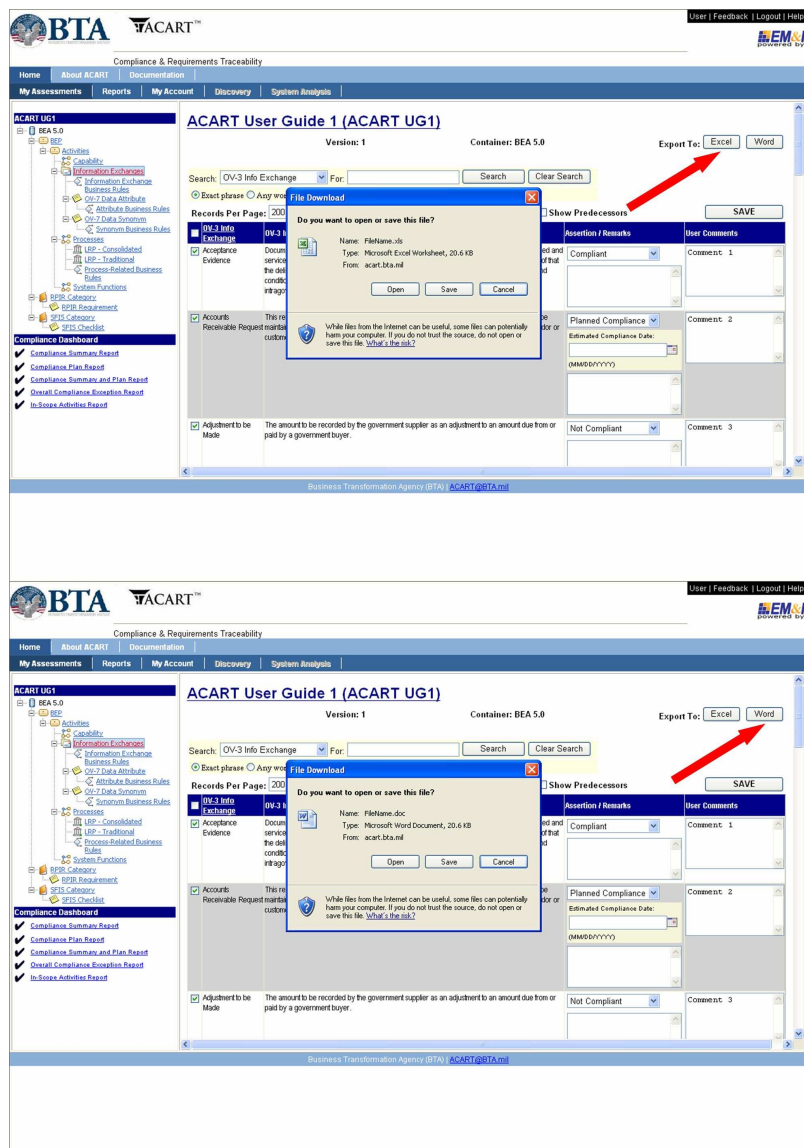 User | Feedback | Logout | Help
BTA
ACART™
EM&I
powered by
Compliance & Requirements Traceability
Home About ACART Documentation
My Assessments Reports My Account Discovery System Analysis
ACART UG1
BEA 5.0
BEP
Activities
Capability
Information Exchanges
Information Exchange
Business Rules
OV-7 Data Attribute
Attribute Business Rules
OV-7 Data Synonym
Synonym Business Rules
Processes
LRP - Consolidated
LRP - Traditional
Process-Related Business
Rules
System Functions
RPIR Category
RPIR Requirement
SFIS Category
SFIS Checklist
Compliance Dashboard
Compliance Summary Report
Compliance Plan Report
Compliance Summary and Plan Report
Overall Compliance Exception Report
In-Scope Activities Report
ACART User Guide 1 (ACART UG1)
Version: 1 Container: BEA 5.0 Export To: Excel Word
Search: OV-3 Info Exchange For: Search Clear Search
Exact phrase Any wor
Records Per Page: 200 Show Predecessors SAVE
OV-3 Info
Exchange
OV-3 I
Assertion / Remarks User Comments
Acceptance
Evidence
Docum
service
the deli
conditio
intragov
ed and
of that
nd
Compliant
Comment 1
Accounts
Receivable Request
This re
maintai
custome
be
dor or
Planned Compliance
Estimated Compliance Date:
(MM/DD/YYYY)
Comment 2
Adjustment to be
Made
The amount to be recorded by the government supplier as an adjustment to an amount due from or
paid by a government buyer.
Not Compliant
Comment 3
File Download
Do you want to open or save this file?
Name: FileName.xls
Type: Microsoft Excel Worksheet, 20.6 KB
From: acart.bta.mil
Open Save Cancel
While files from the Internet can be useful, some files can potentially
harm your computer. If you do not trust the source, do not open or
save this file. What's the risk?
Business Transformation Agency (BTA) | ACART@BTA.mil
User | Feedback | Logout | Help
BTA
ACART™
EM&I
powered by
Compliance & Requirements Traceability
Home About ACART Documentation
My Assessments Reports My Account Discovery System Analysis
ACART UG1
BEA 5.0
BEP
Activities
Capability
Information Exchanges
Information Exchange
Business Rules
OV-7 Data Attribute
Attribute Business Rules
OV-7 Data Synonym
Synonym Business Rules
Processes
LRP - Consolidated
LRP - Traditional
Process-Related Business
Rules
System Functions
RPIR Category
RPIR Requirement
SFIS Category
SFIS Checklist
Compliance Dashboard
Compliance Summary Report
Compliance Plan Report
Compliance Summary and Plan Report
Overall Compliance Exception Report
In-Scope Activities Report
ACART User Guide 1 (ACART UG1)
Version: 1 Container: BEA 5.0 Export To: Excel Word
Search: OV-3 Info Exchange For: Search Clear Search
Exact phrase Any wor
Records Per Page: 200 Show Predecessors SAVE
OV-3 Info
Exchange
OV-3 I
Assertion / Remarks User Comments
Acceptance
Evidence
Docum
service
the deli
conditio
intragov
ed and
of that
nd
Compliant
Comment 1
Accounts
Receivable Request
This re
maintai
custome
be
dor or
Planned Compliance
Estimated Compliance Date:
(MM/DD/YYYY)
Comment 2
Adjustment to be
Made
The amount to be recorded by the government supplier as an adjustment to an amount due from or
paid by a government buyer.
Not Compliant
Comment 3
File Download
Do you want to open or save this file?
Name: FileName.doc
Type: Microsoft Word Document, 20.6 KB
From: acart.bta.mil
Open Save Cancel
While files from the Internet can be useful, some files can potentially
harm your computer. If you do not trust the source, do not open or
save this file. What's the risk?
Business Transformation Agency (BTA) | ACART@BTA.mil